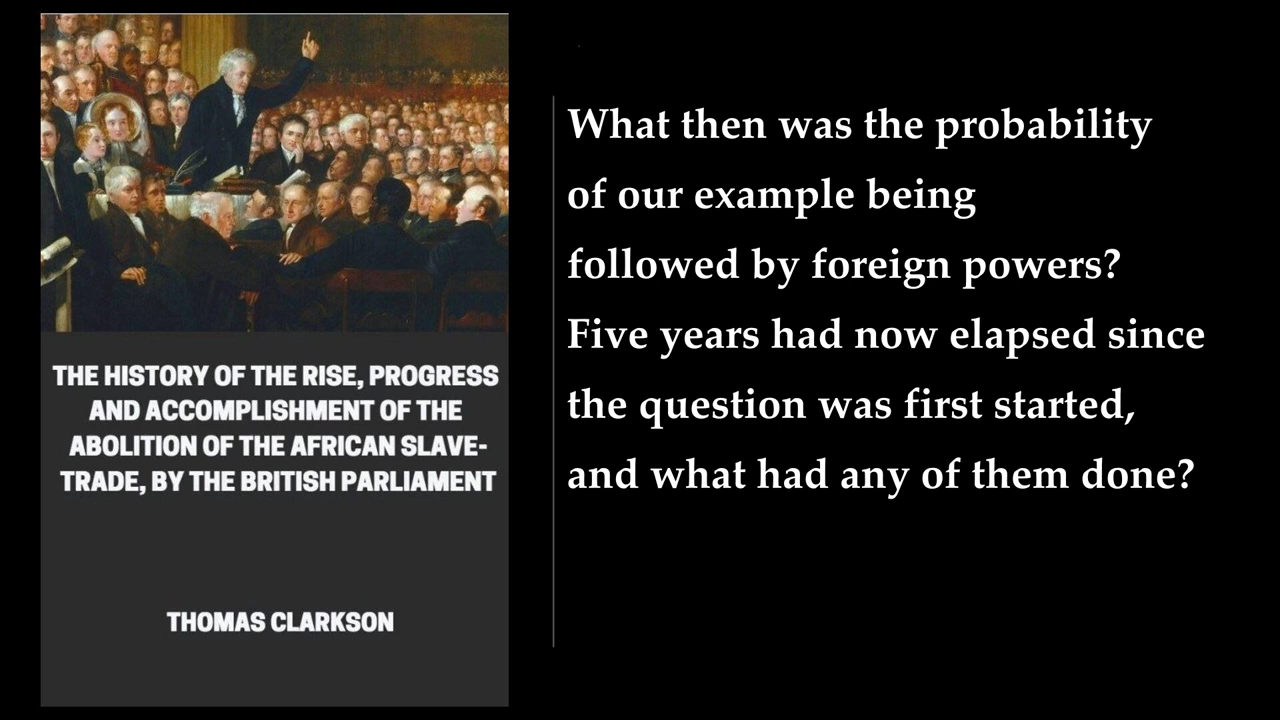 THE HISTORY OF THE RISE, PROGRESS
AND ACCOMPLISHMENT OF THE
ABOLITION OF THE AFRICAN SLAVE-
TRADE, BY THE BRITISH PARLIAMENT
THOMAS CLARKSON
What then was the probability
of our example being
followed by foreign powers?
Five years had now elapsed since
the question was first started,
and what had any of them done?